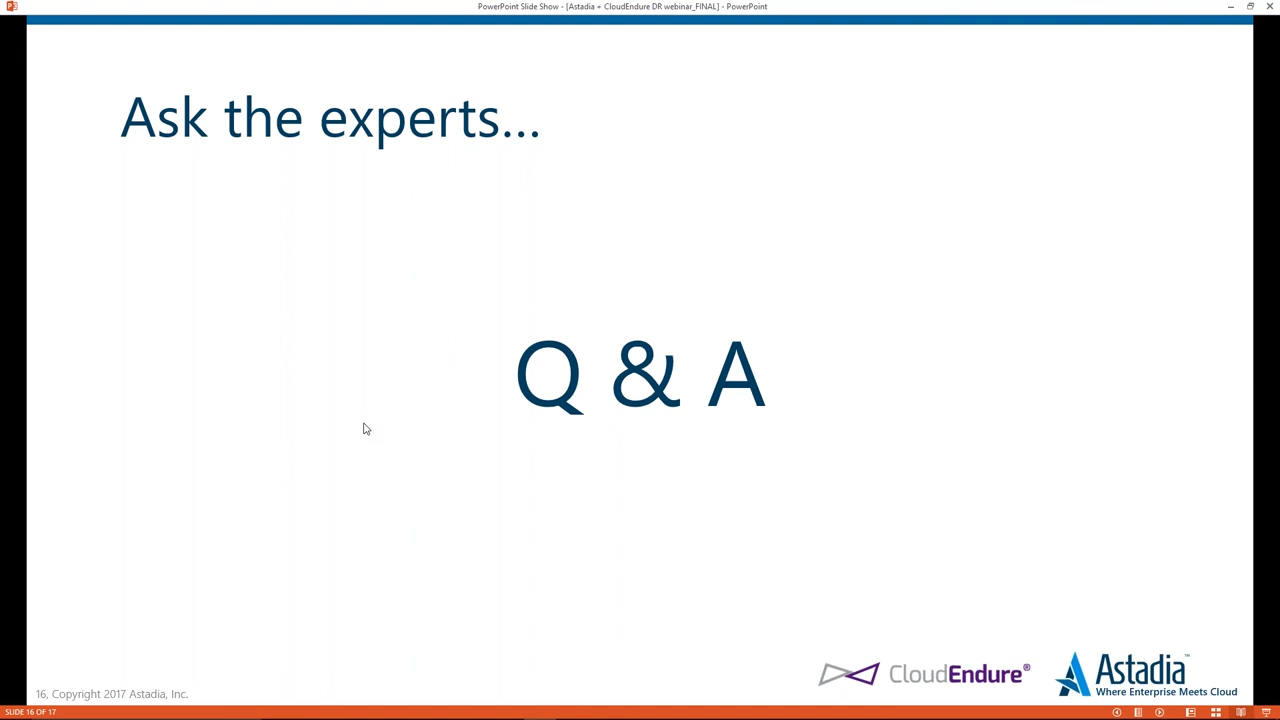 PowerPoint Slide Show - [Astadia + CloudEndure DR webinar_FINAL] - PowerPoint
Ask the experts...
Q & A
CloudEndure®
Astadia™
Where Enterprise Meets Cloud
16, Copyright 2017 Astadia, Inc.
SLIDE 16 OF 17